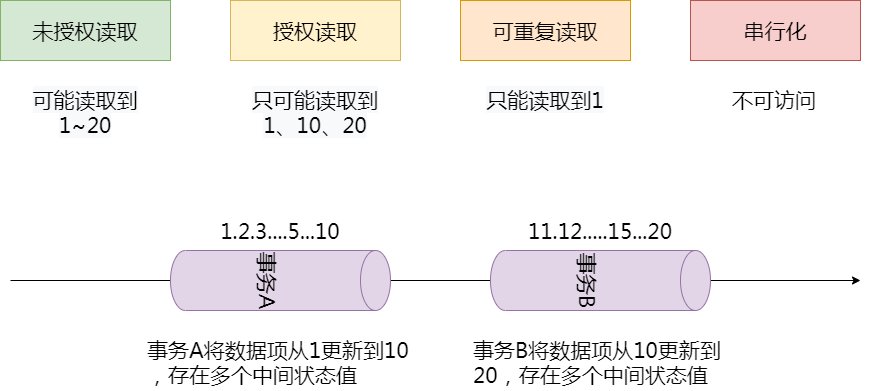 未授权读取
授权读取
可重复读取
串行化
可能读取到
1~20
只可能读取到
1、10、20
只能读取到1
不可访问
1.2.3....5...10
11.12.....15...20
事务A
事务B
事务A将数据项从1更新到10
，存在多个中间状态值
事务B将数据项从10更新到
20，存在多个中间状态值